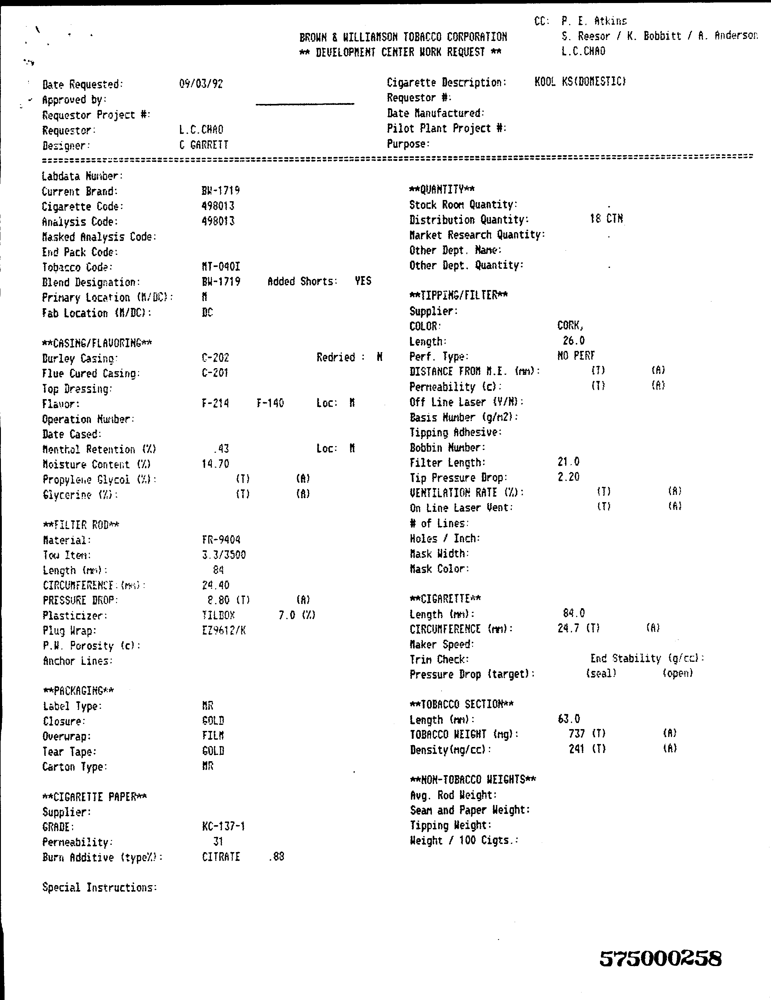 CC: P. E. Atkins
BROWN & WILLIAMSON TOBACCO CORPORATION S. Reesor / K. Bobbitt / A. Anderson
** DEVELOPMENT CENTER WORK REQUEST ** L.C.CHAO
Date Requested: 09/03/92 Cigarette Description: KOOL KS(DOMESTIC)
Approved by: Requestor #:
Requestor Project #: Date Manufactured:
Requestor: L.C.CHAO Pilot Plant Project #:
Designer: C GARRETT Purpose:
Labdata Number:
Current Brand: BW-1719 **QUANTITY**
Cigarette Code: 498013 Stock Room Quantity: .
Analysis Code: 498013 Distribution Quantity: 18 CTN
Masked Analysis Code: Market Research Quantity: .
End Pack Code: Other Dept. Name:
Tobacco Code: MT-040I Other Dept. Quantity: .
Blend Designation: BW-1719 Added Shorts: YES
Primary Location (M/DC): M **TIPPING/FILTER**
Fab Location (M/DC): DC Supplier:
COLOR: CORK,
**CASING/FLAVORING** Length: 26.0
Burley Casing: C-202 Redried : N Perf. Type: NO PERF
Flue Cured Casing: C-201 DISTANCE FROM M.E. (mm): (T) (A)
Top Dressing: Permeability (c): (T) (A)
Flavor: F-214 F-140 Loc: M Off Line Laser (Y/N):
Operation Number: Basis Number (g/m2):
Date Cased: Tipping Adhesive:
Menthol Retention (%) .43 Loc: M Bobbin Number:
Moisture Content (%) 14.70 Filter Length: 21.0
Propylene Glycol (%): (T) (A) Tip Pressure Drop: 2.20
Glycerine (%): (T) (A) VENTILATION RATE (%): (T) (A)
On Line Laser Vent: (T) (A)
**FILTER ROD** # of Lines:
Material: FR-9404 Holes / Inch:
Tow Item: 3.3/3500 Mask Width:
Length (mm): 84 Mask Color:
CIRCUMFERENCE (mm): 24.40
PRESSURE DROP: 2.80 (T) (A) **CIGARETTE**
Plasticizer: TILBOX 7.0 (%) Length (mm): 84.0
Plug Wrap: EZ9612/K CIRCUMFERENCE (mm): 24.7 (T) (A)
P.W. Porosity (c): Maker Speed:
Anchor Lines: Trim Check: End Stability (g/cc):
Pressure Drop (target): (seal) (open)
**PACKAGING**
Label Type: MR **TOBACCO SECTION**
Closure: GOLD Length (mm): 63.0
Overwrap: FILM TOBACCO WEIGHT (mg): 737 (T) (A)
Tear Tape: GOLD Density(mg/cc): 241 (T) (A)
Carton Type: MR
**NON-TOBACCO WEIGHTS**
**CIGARETTE PAPER** Avg. Rod Weight:
Supplier: Seam and Paper Weight:
GRADE: KC-137-1 Tipping Weight:
Permeability: 31 Weight / 100 Cigts.:
Burn Additive (type%): CITRATE .83
Special Instructions:
575000258